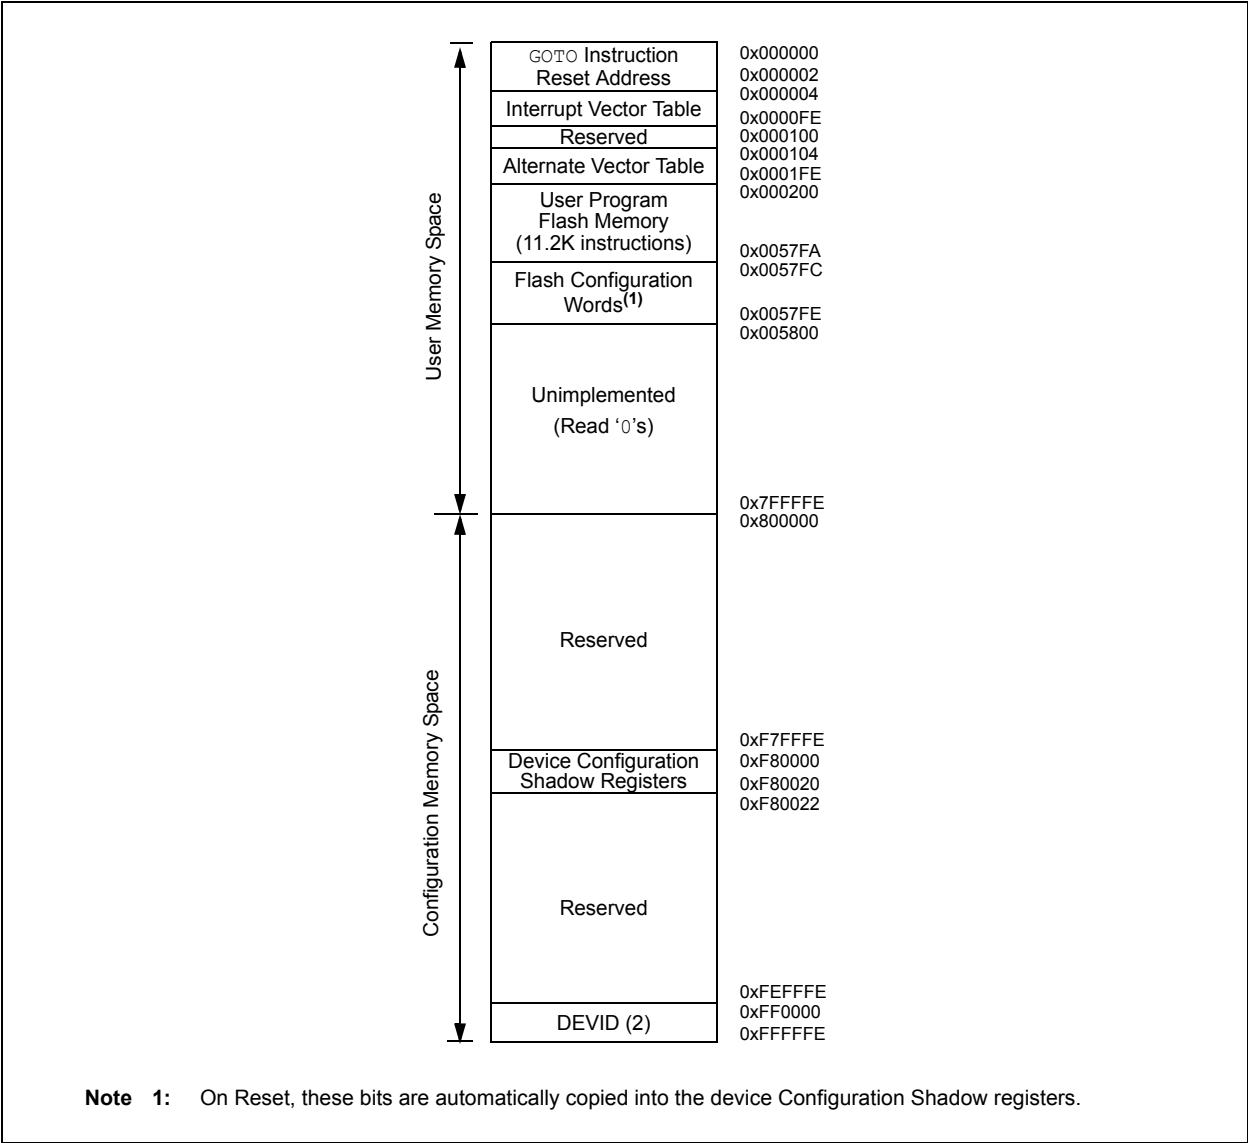 GOTO Instruction
Reset Address
0x000000
0x000002
0x000004
Interrupt Vector Table
0x0000FE
Reserved
0x000100
0x000104
Alternate Vector Table
0x0001FE
0x000200
User Program
Flash Memory
(11.2K instructions)
0x0057FA
0x0057FC
Flash Configuration
Words(1)
0x0057FE
0x005800
User Memory Space
Unimplemented
(Read ‘0’s)
0x7FFFFE
0x800000
Reserved
0xF7FFFE
Device Configuration
Shadow Registers
0xF80000
0xF80020
0xF80022
Configuration Memory Space
Reserved
0xFEFFFE
0xFF0000
DEVID (2)
0xFFFFFE
Note 1: On Reset, these bits are automatically copied into the device Configuration Shadow registers.